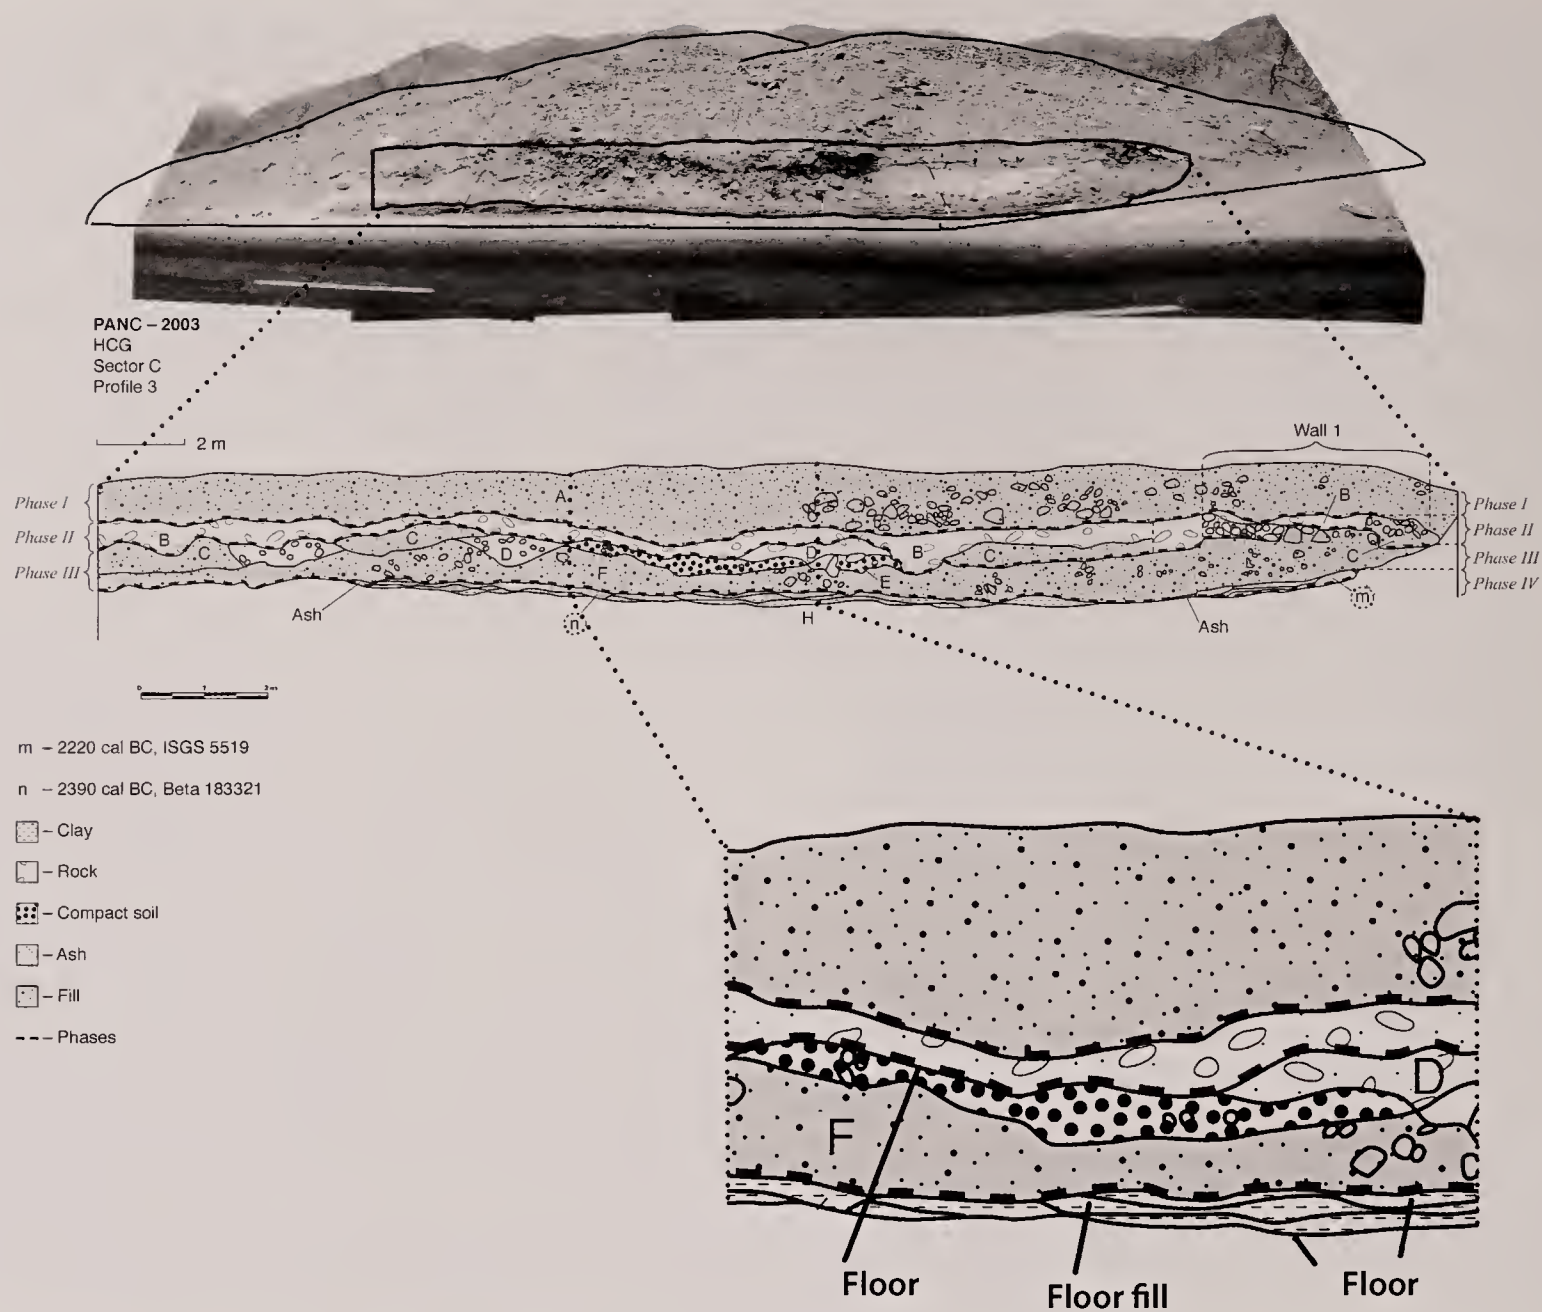 PANC – 2003
HCG
Sector C
Profile 3
2 m
Wall 1
Phase I
Phase II
Phase III
A
B
C
D
C
C
F
D
B
E
C
B
C
Phase I
Phase II
Phase III
Phase IV
Ash
n
H
Ash
m
0 1
m – 2220 cal BC, ISGS 5519
n – 2390 cal BC, Beta 183321
– Clay
– Rock
– Compact soil
– Ash
– Fill
– Phases
D
F
Floor
Floor fill
Floor